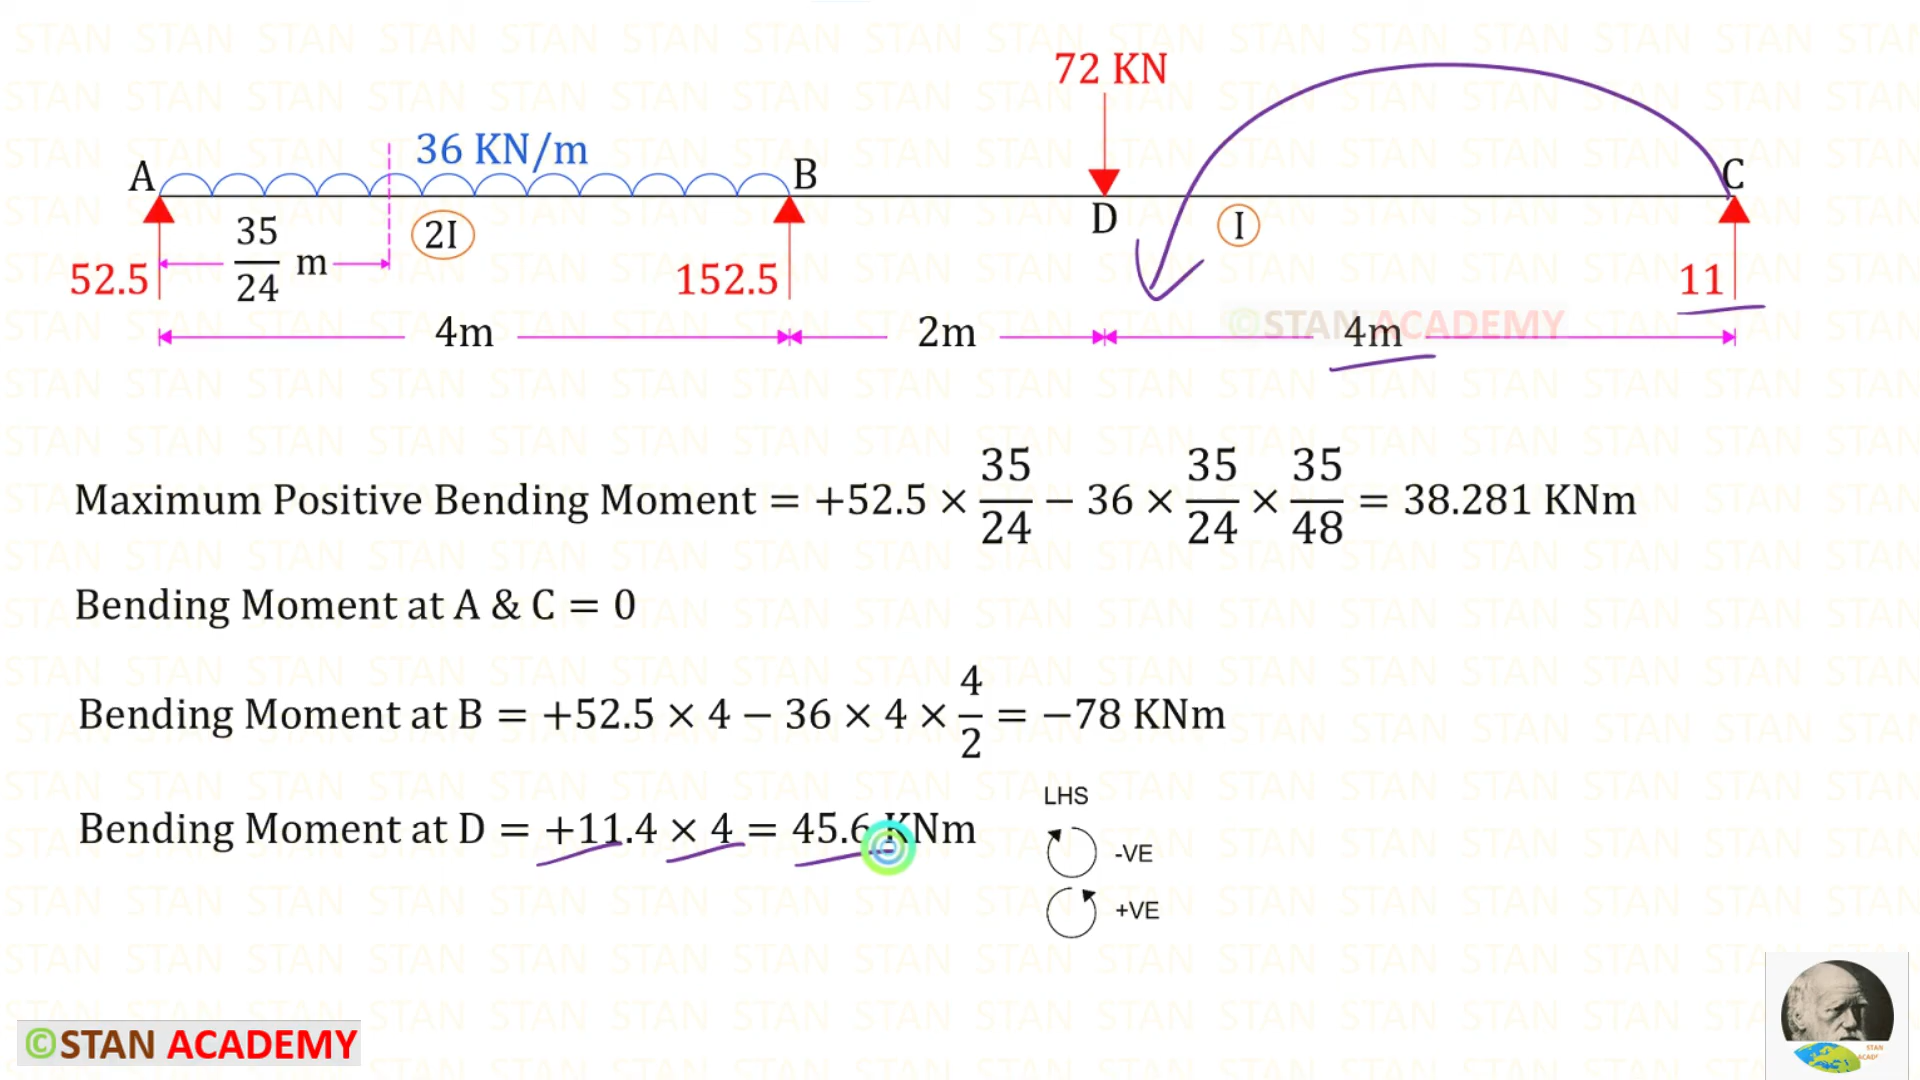 72 KN
36 KN/m
A B C
D
35
24 m
2I I
52.5 152.5 11
4m 2m 4m
©STAN ACADEMY
Maximum Positive Bending Moment = +52.5 × 35/24 36 × 35/24 × 35/48 = 38.281 KNm
Bending Moment at A & C = 0
Bending Moment at B = +52.5 × 4 − 36 × 4 × 4/2 = −78 KNm
Bending Moment at D = +11.4 × 4 = 45.6 KNm
LHS
-VE
+VE
©STAN ACADEMY